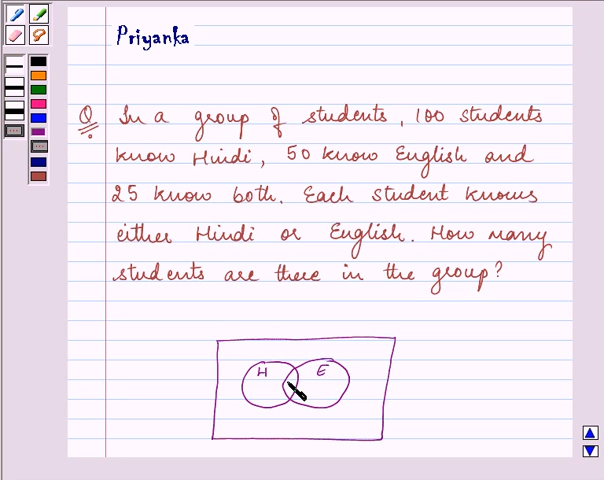 Priyanka
Q In a group of students, 100 students
know Hindi, 50 know English and
25 know both. Each student knows
either Hindi or English. How many
students are there in the group?
H E